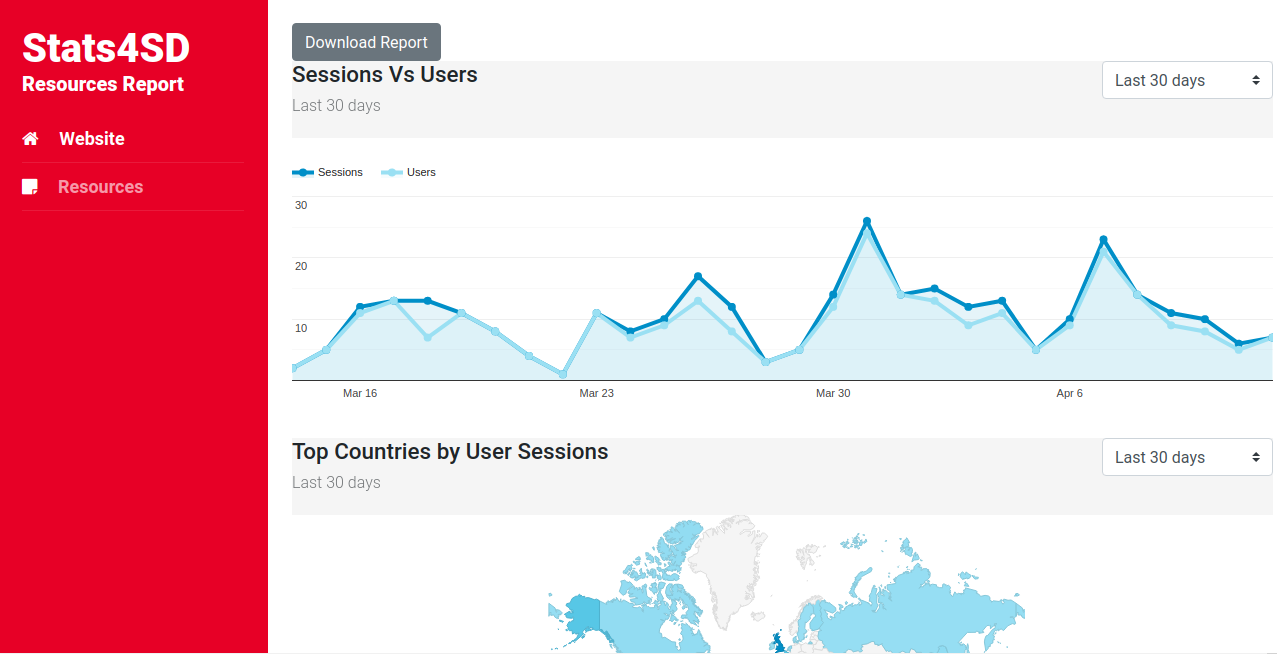 Stats4SD
Resources Report
Website
Resources
Download Report
Sessions Vs Users
Last 30 days
Last 30 days
Sessions Users
30
20
10
Mar 16 Mar 23 Mar 30 Apr 6
Top Countries by User Sessions
Last 30 days
Last 30 days